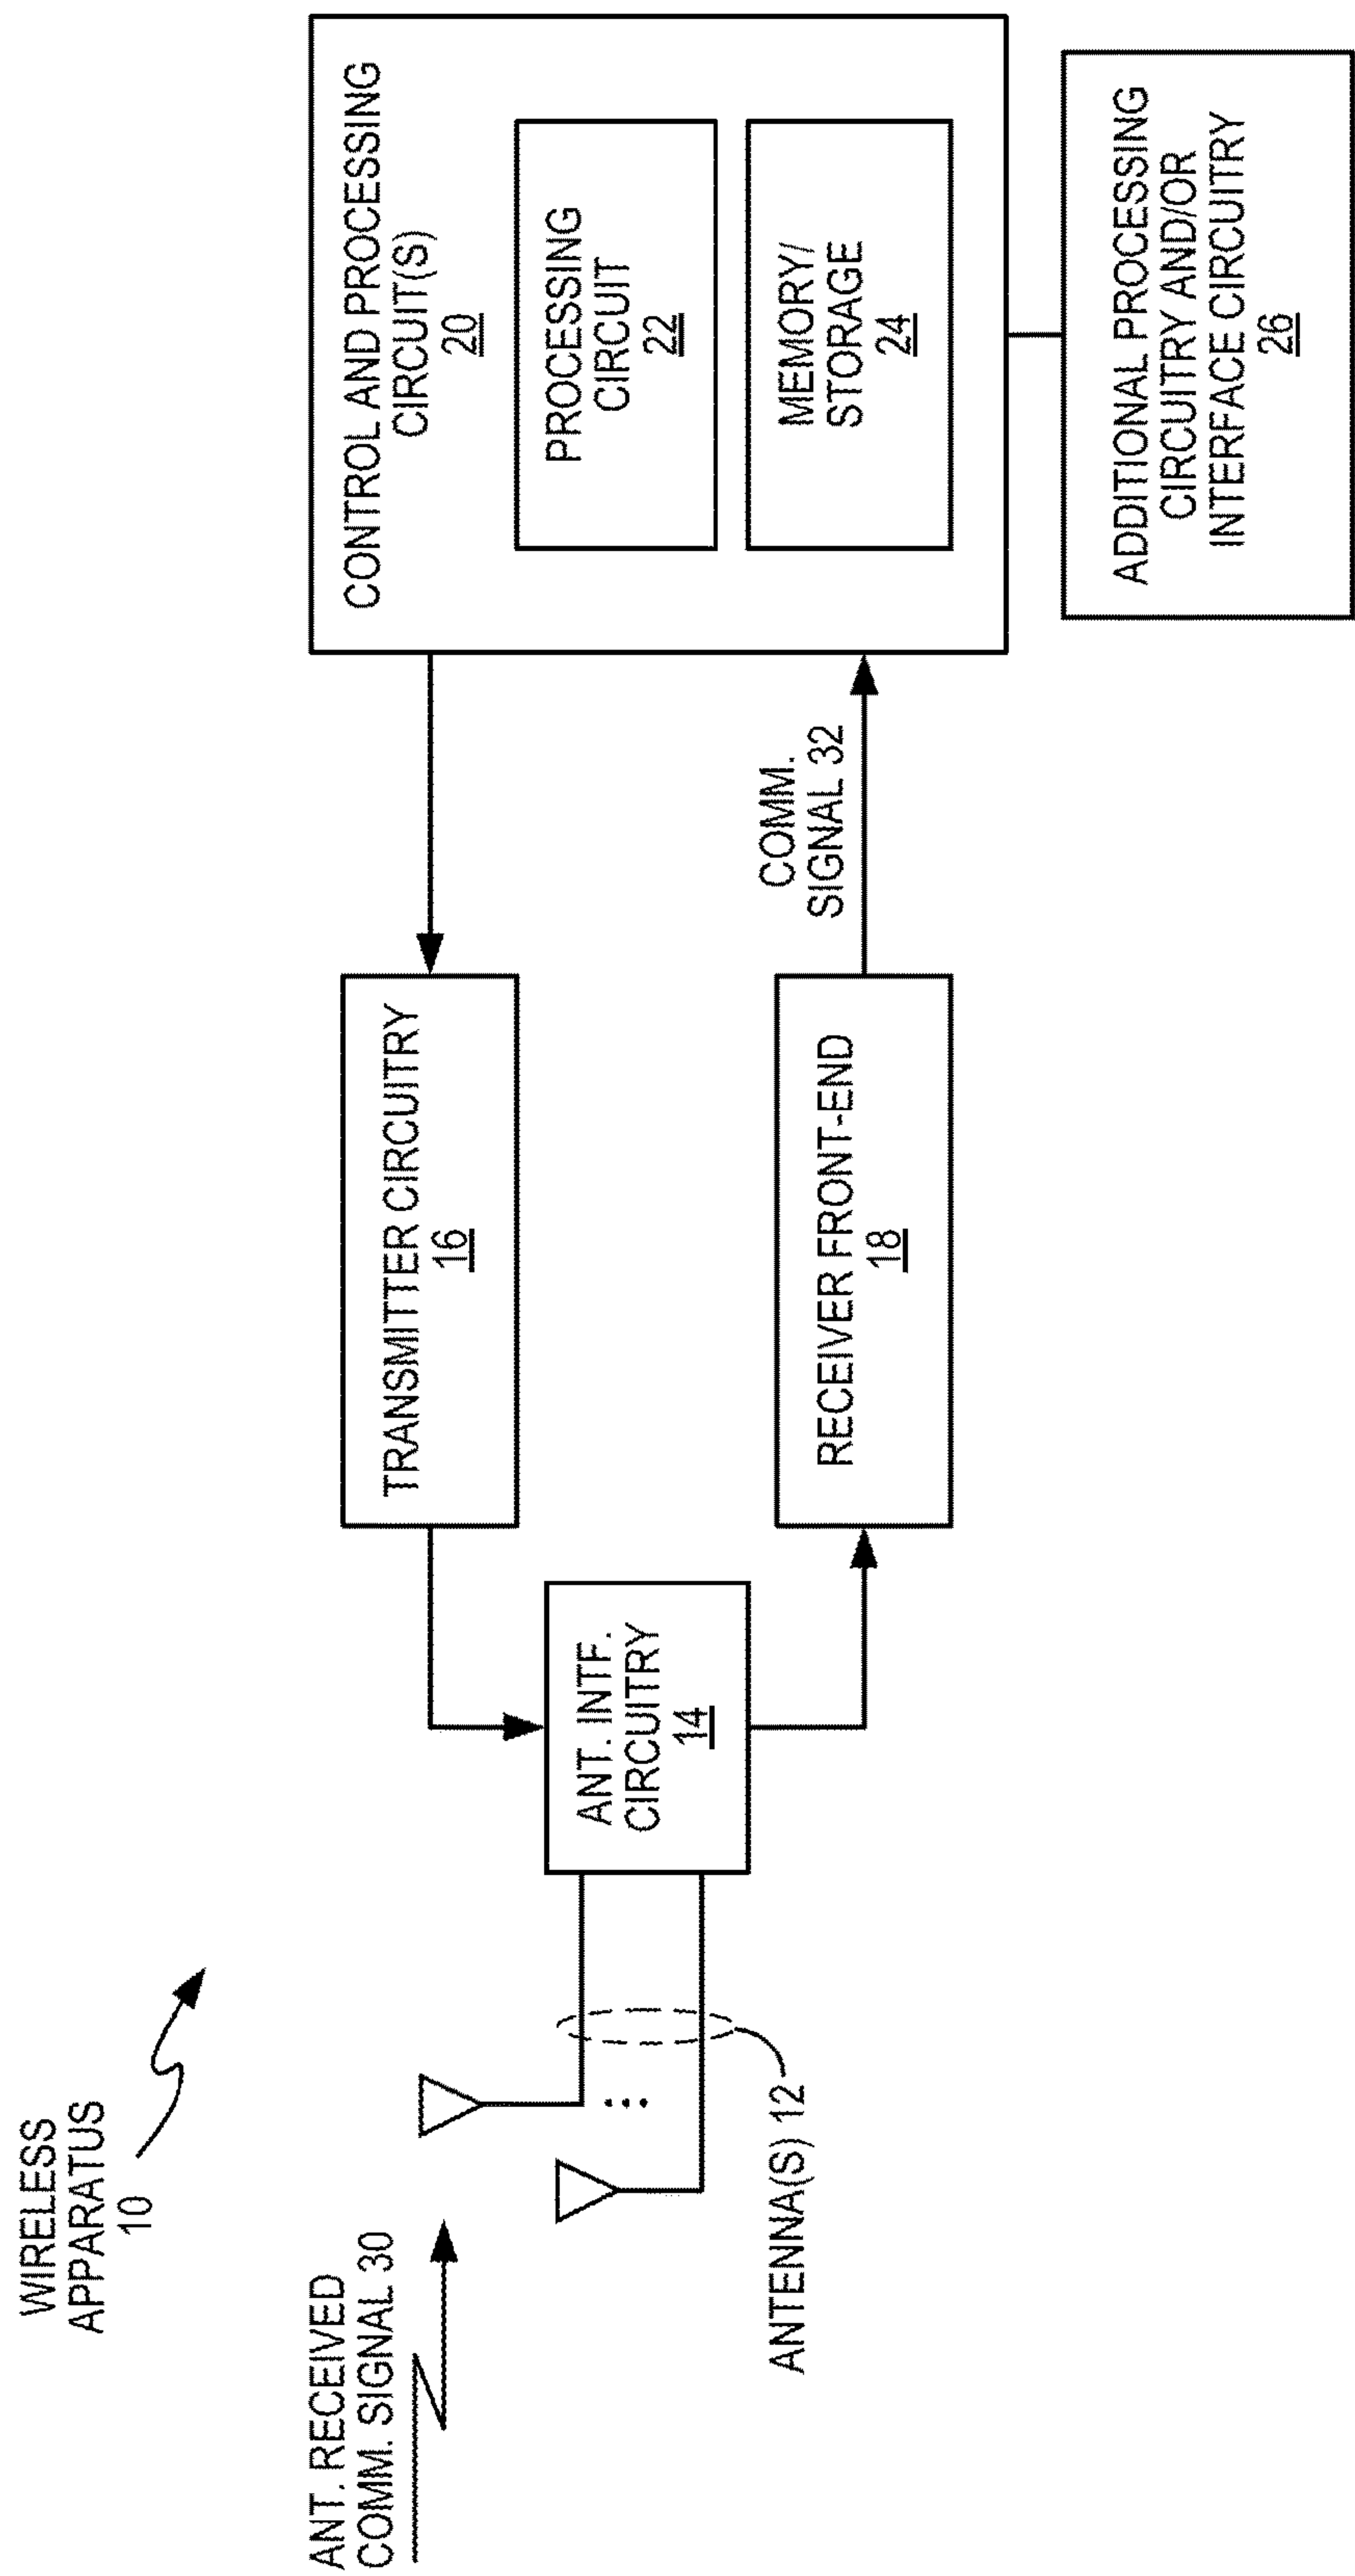 WIRELESS
APPARATUS
10
ANT. RECEIVED
COMM. SIGNAL 30
ANTENNA(S) 12
ANT. INTF.
CIRCUITRY
14
TRANSMITTER CIRCUITRY
16
RECEIVER FRONT-END
18
COMM.
SIGNAL 32
CONTROL AND PROCESSING
CIRCUIT(S)
20
PROCESSING
CIRCUIT
22
MEMORY/
STORAGE
24
ADDITIONAL PROCESSING
CIRCUITRY AND/OR
INTERFACE CIRCUITRY
26